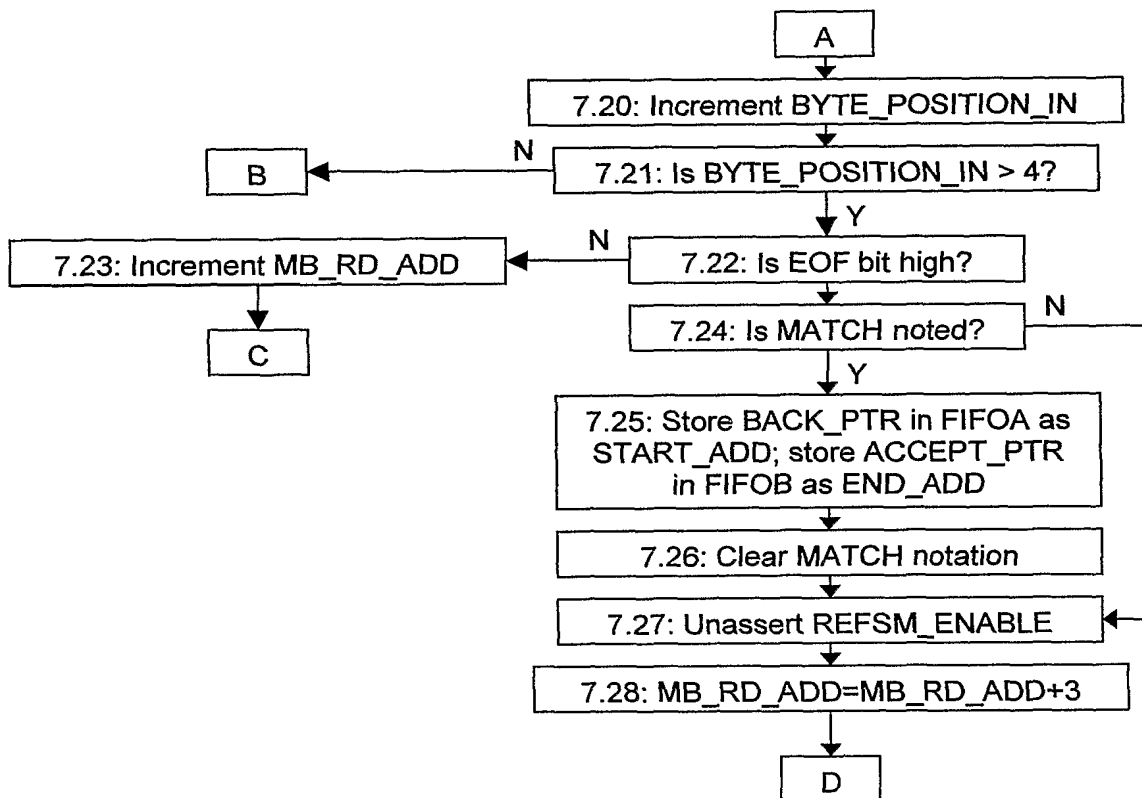 A
7.20: Increment BYTE_POSITION_IN
N
B
7.21: Is BYTE_POSITION_IN > 4?
Y
N
7.23: Increment MB_RD_ADD
7.22: Is EOF bit high?
N
7.24: Is MATCH noted?
C
Y
7.25: Store BACK_PTR in FIFOA as
START_ADD; store ACCEPT_PTR
in FIFOB as END_ADD
7.26: Clear MATCH notation
7.27: Unassert REFSM_ENABLE
7.28: MB_RD_ADD=MB_RD_ADD+3
D